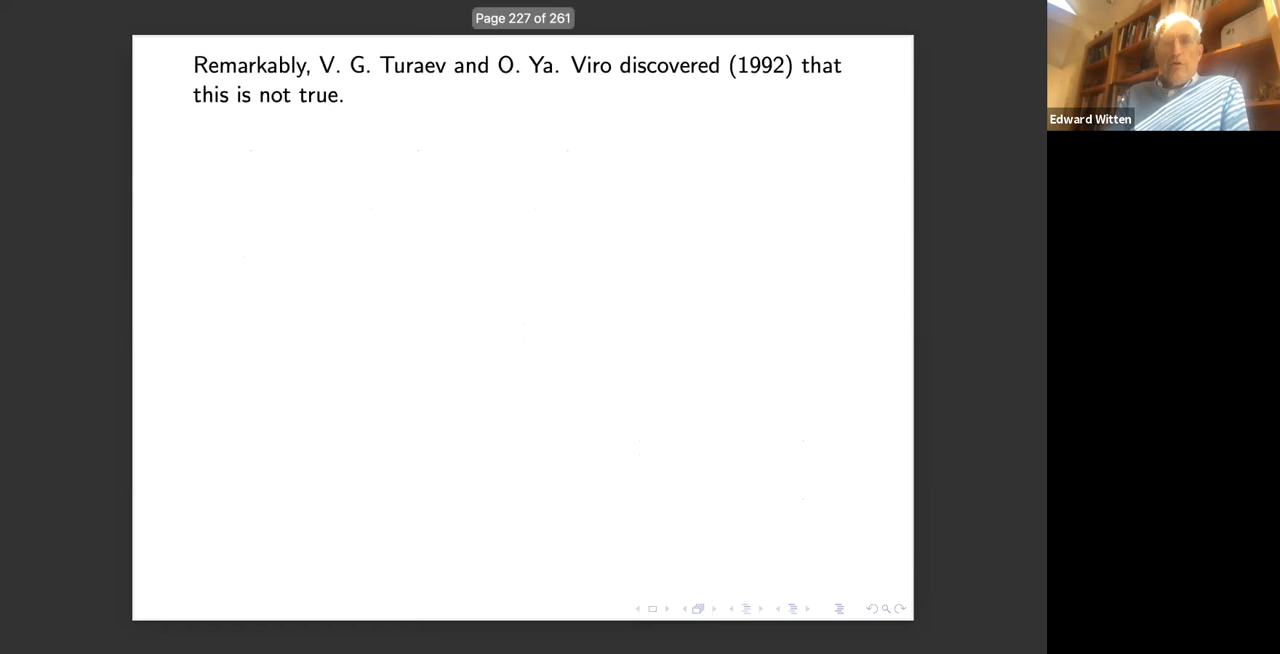 Page 227 of 261
Remarkably, V. G. Turaev and O. Ya. Viro discovered (1992) that
this is not true.
Edward Witten